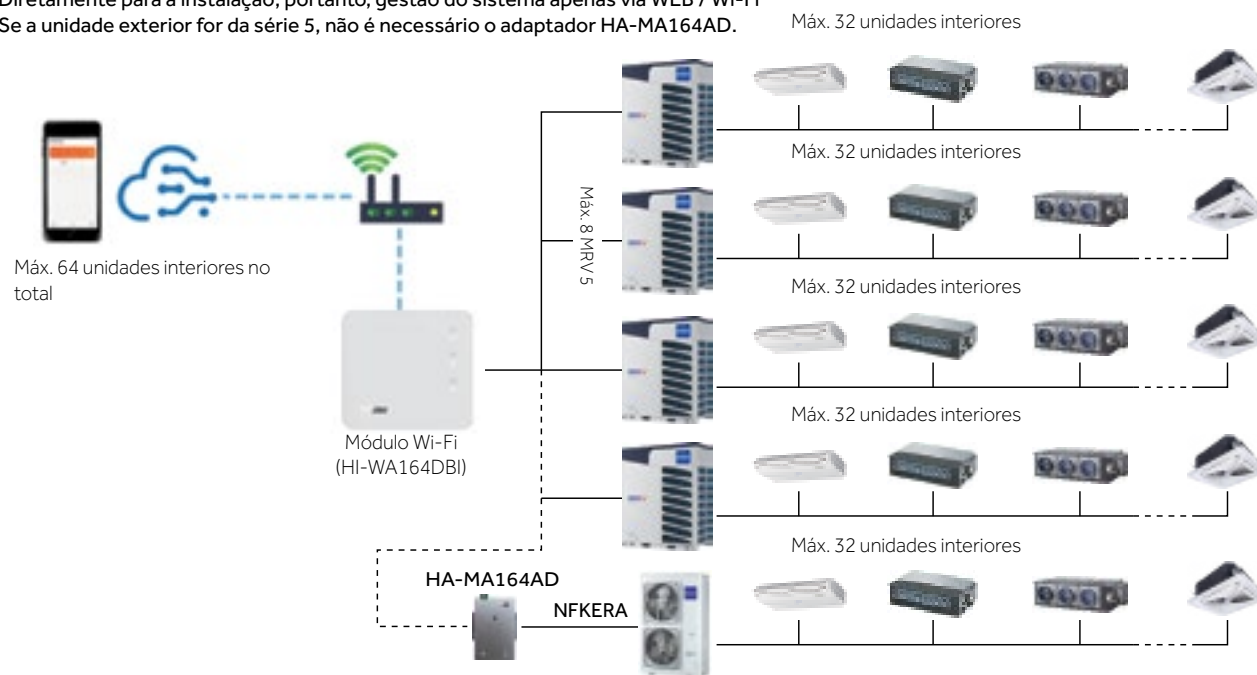 Diretamente para a instalação, portanto, gestão do sistema apenas via WEB / Wi-Fi
Se a unidade exterior for da série 5, não é necessário o adaptador HA-MA164AD.
Máx. 32 unidades interiores
Máx. 32 unidades interiores
Máx. 8 MRV 5
Máx. 64 unidades interiores no
total
Máx. 32 unidades interiores
Máx. 32 unidades interiores
Módulo Wi-Fi
(HI-WA164DBI)
Máx. 32 unidades interiores
HA-MA164AD
NFKERA